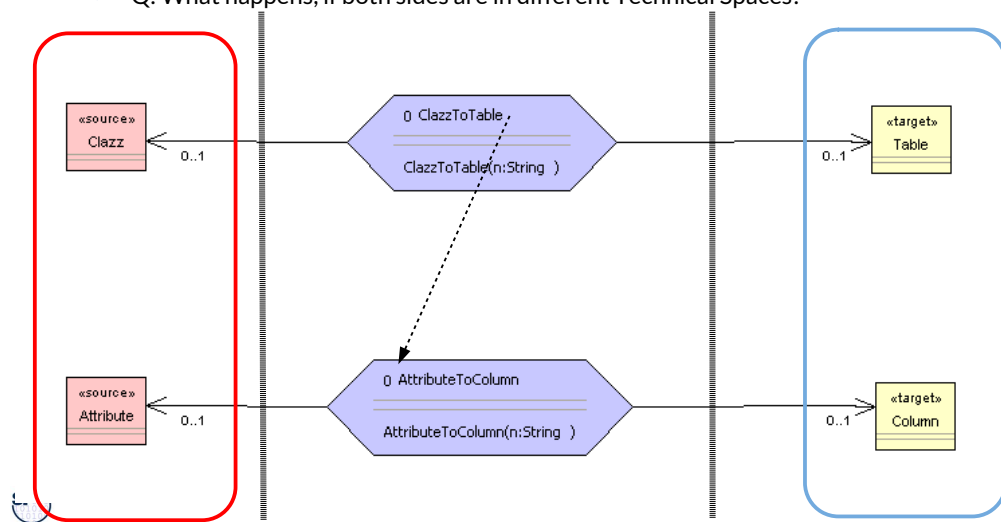 Q: What happens, if both sides are in different Technical Spaces?
«source»
Clazz
0..1
0 ClazzToTable
ClazzToTable(n:String )
0..1
«target»
Table
«source»
Attribute
0..1
0 AttributeToColumn
AttributeToColumn(n:String )
0..1
«target»
Column